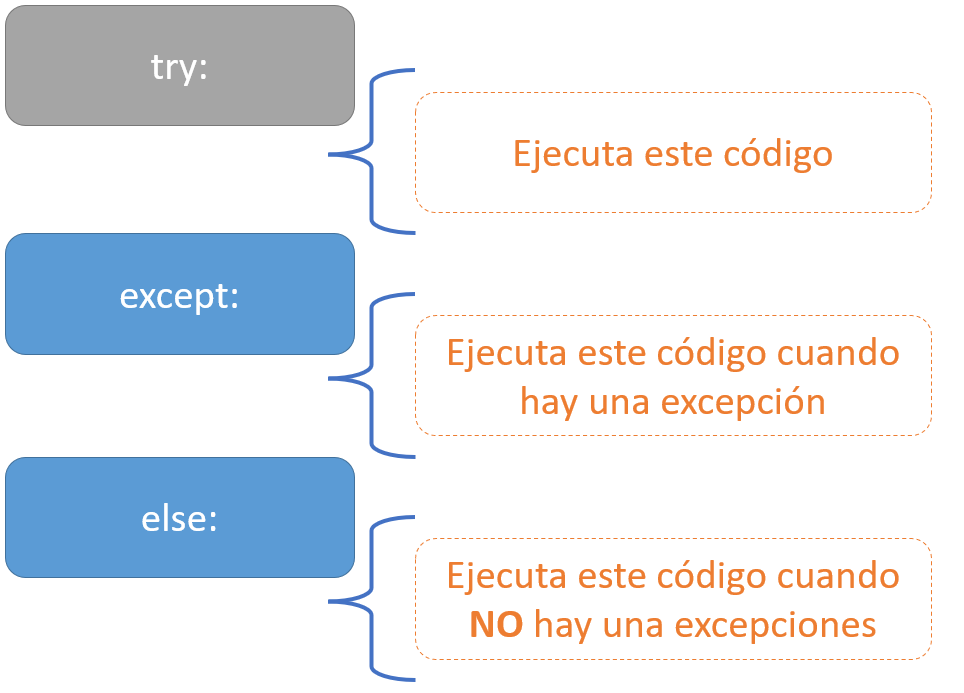 try:
Ejecuta este código
except:
Ejecuta este código cuando
hay una excepción
else:
Ejecuta este código cuando
NO hay una excepciones